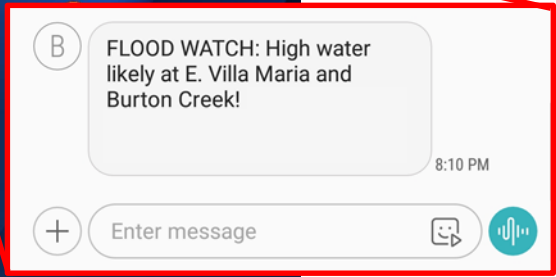 B
FLOOD WATCH: High water
likely at E. Villa Maria and
Burton Creek!
8:10 PM
Enter message